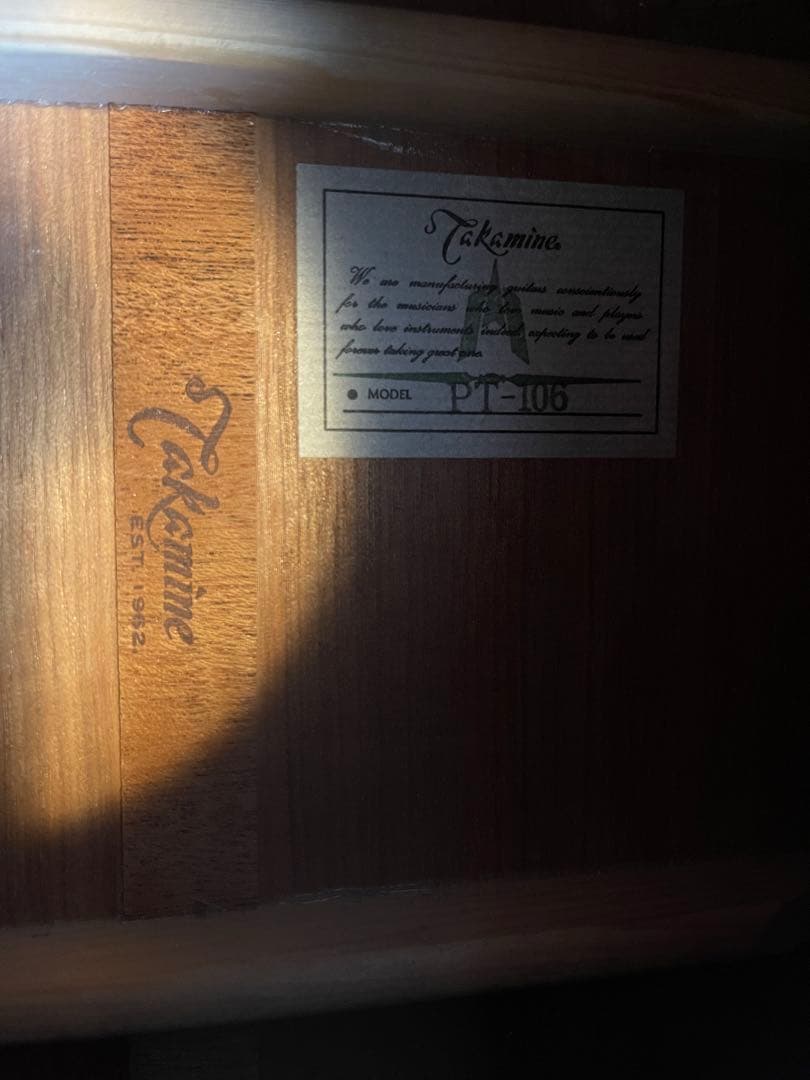 Takamine
We are manufacturing guitars conscientiously
for the musicians who love music and players
who love instruments indeed expecting to be used
forever taking great care.
MODEL PT-106
Takamine
EST. 1962